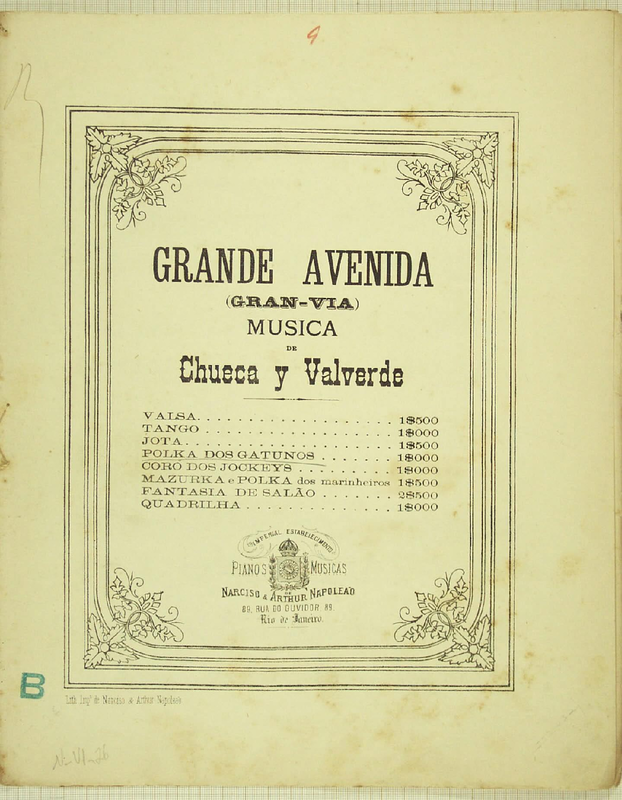 9
GRANDE AVENIDA
(GRAN-VIA)
MUSICA
DE
Chueca y Valverde
VALSA. . . . . . . . . . . . . . . . . . 1$500
TANGO . . . . . . . . . . . . . . . . . 1$000
JOTA. . . . . . . . . . . . . . . . . . . 1$500
POLKA DOS GATUNOS . . . . . . . 1$000
CORO DOS JOCKEYS . . . . . . . . . 1$000
MAZURKA e POLKA dos marinheiros 1$500
FANTASIA DE SALÃO . . . . . . . 2$500
QUADRILHA . . . . . . . . . . . . . . 1$000
IMPERIAL ESTABELECIMENTO
PIANOS MUSICAS
DE
NARCISO & ARTHUR NAPOLEÃO
89, RUA DO OUVIDOR, 89.
Rio de Janeiro.
B
Lith. Imp.l de Narciso & Arthur Napoleão